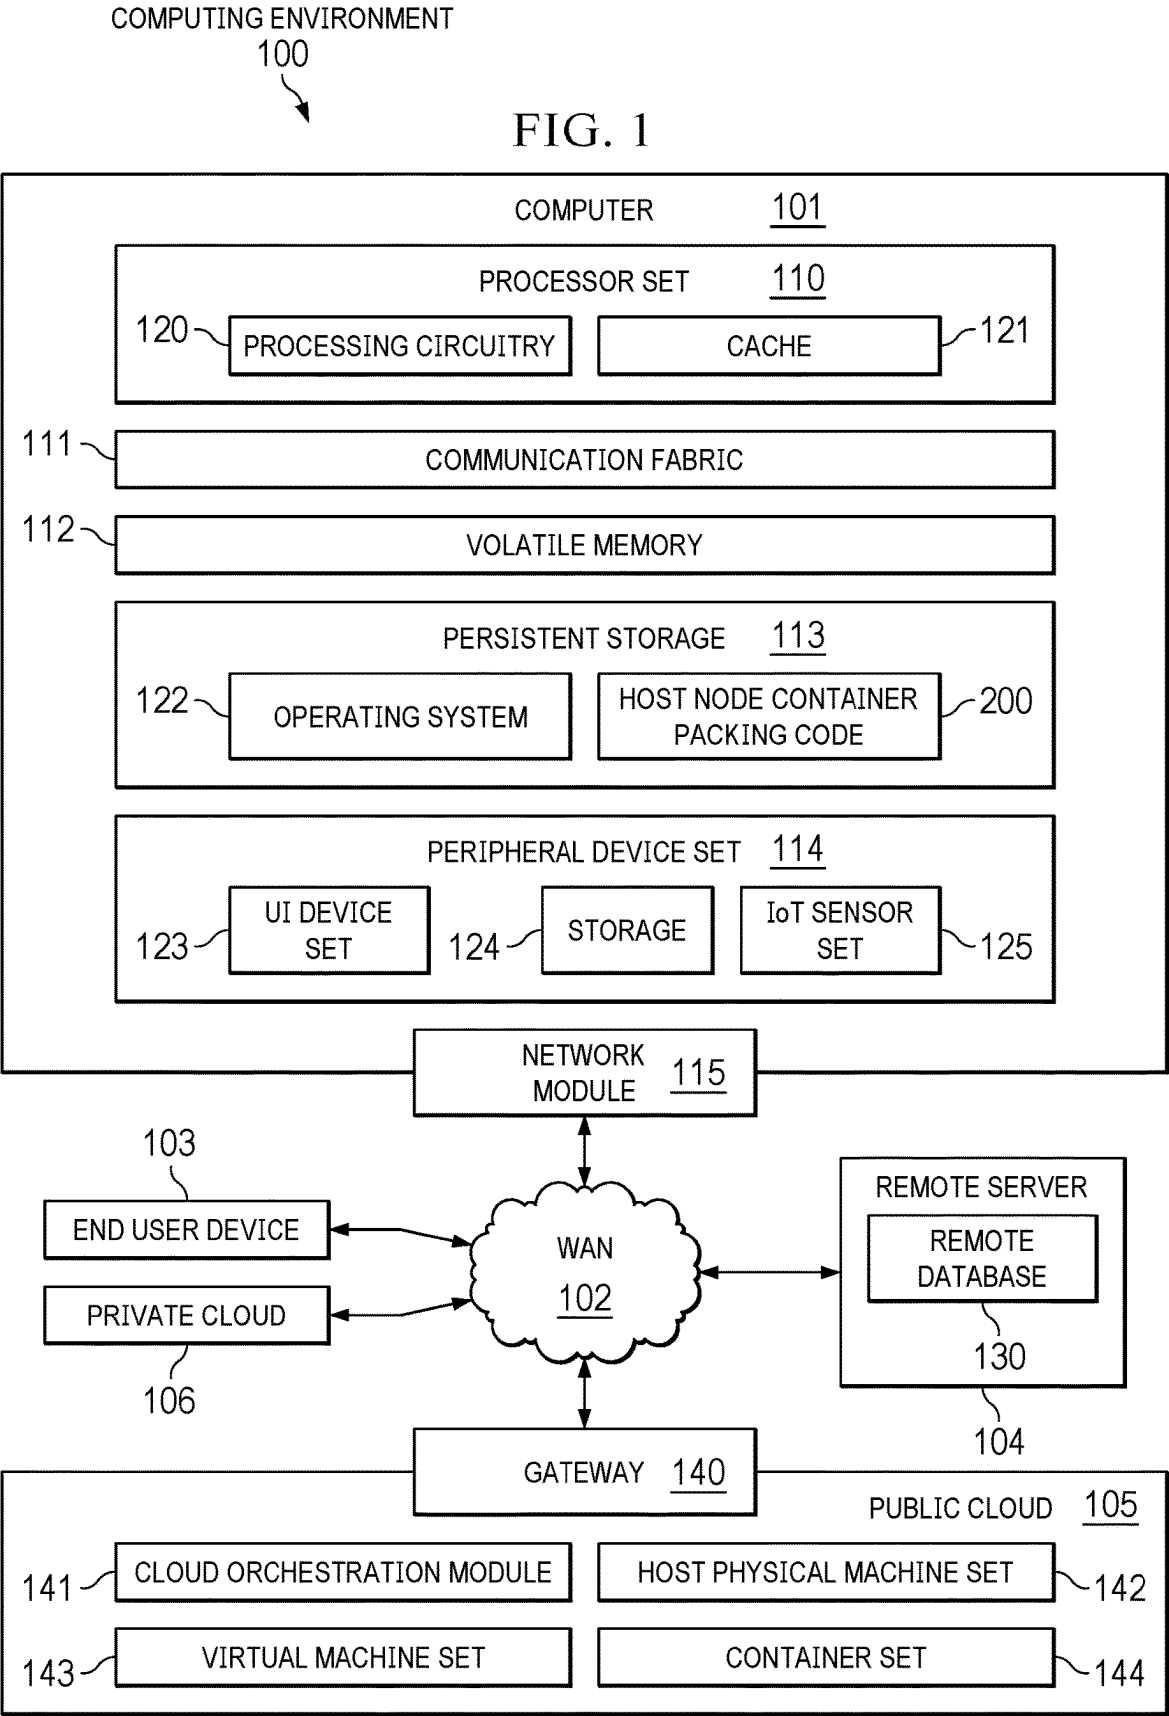 COMPUTING ENVIRONMENT
100
FIG. 1
COMPUTER 101
PROCESSOR SET 110
120 PROCESSING CIRCUITRY CACHE 121
111 COMMUNICATION FABRIC
112 VOLATILE MEMORY
PERSISTENT STORAGE 113
122 OPERATING SYSTEM
HOST NODE CONTAINER
PACKING CODE
200
PERIPHERAL DEVICE SET 114
123
UI DEVICE
SET
124 STORAGE
IoT SENSOR
SET
125
NETWORK
MODULE 115
103
END USER DEVICE
PRIVATE CLOUD
106
WAN
102
REMOTE SERVER
REMOTE
DATABASE
130
104
GATEWAY 140
PUBLIC CLOUD 105
141 CLOUD ORCHESTRATION MODULE HOST PHYSICAL MACHINE SET 142
143 VIRTUAL MACHINE SET CONTAINER SET 144